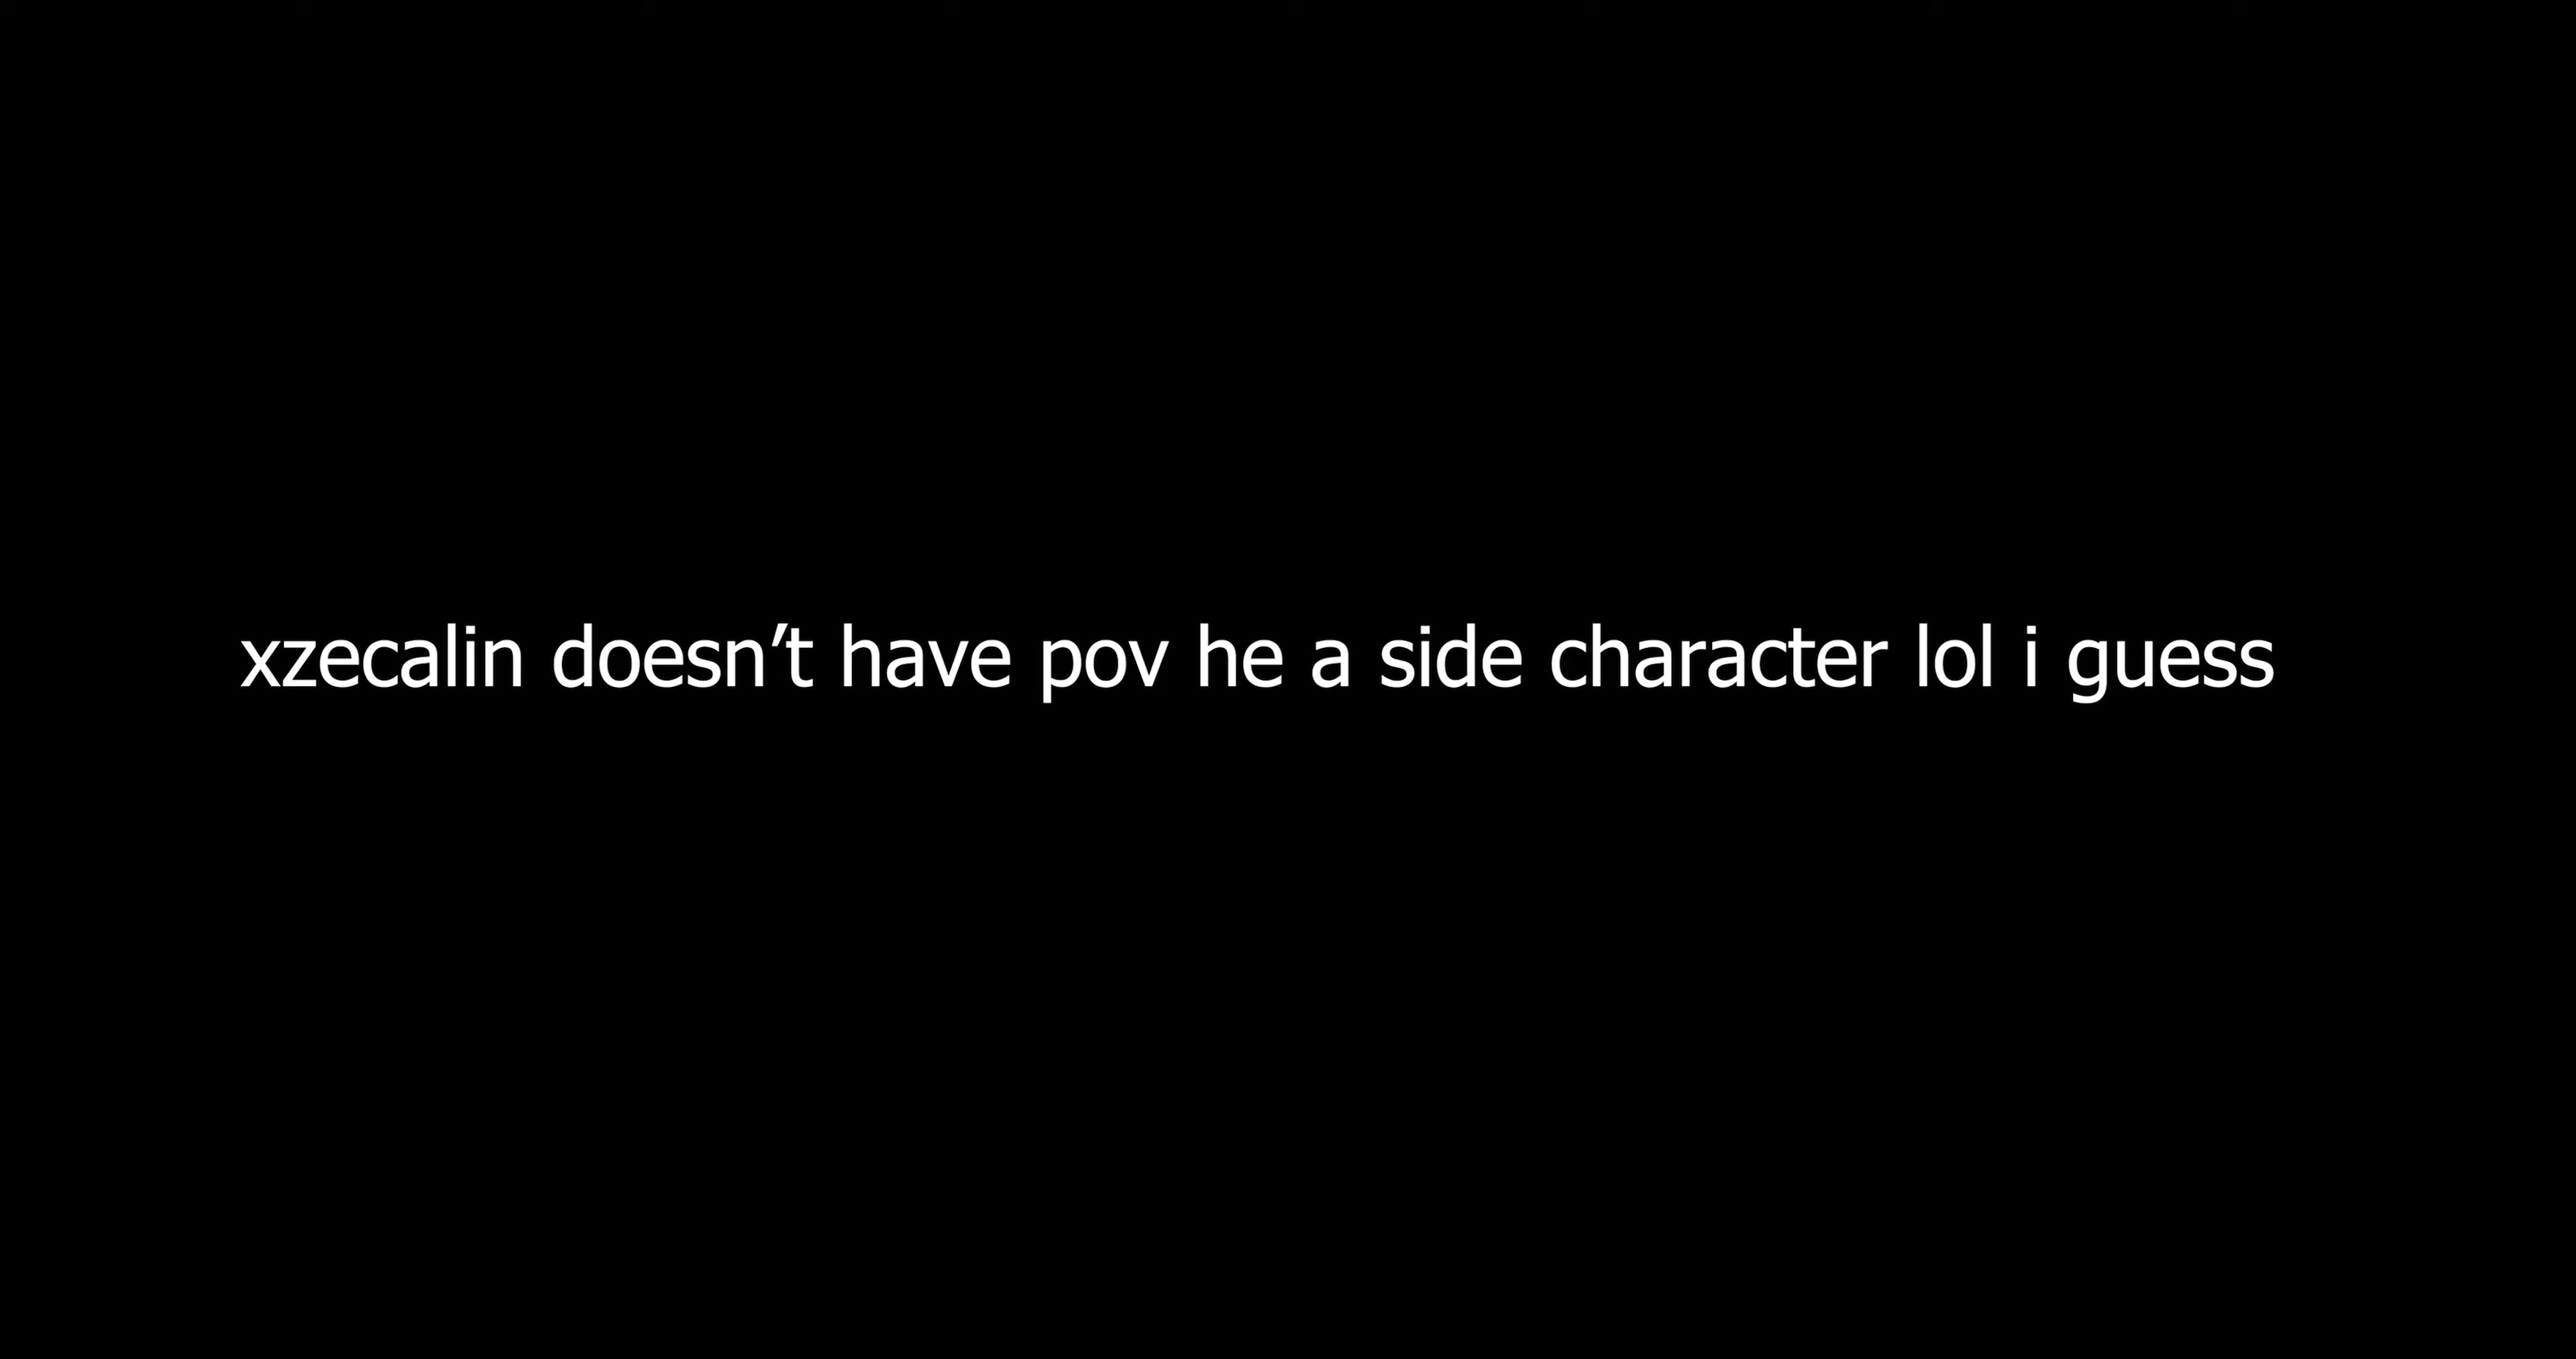 xzecalin doesn’t have pov he a side character lol i guess